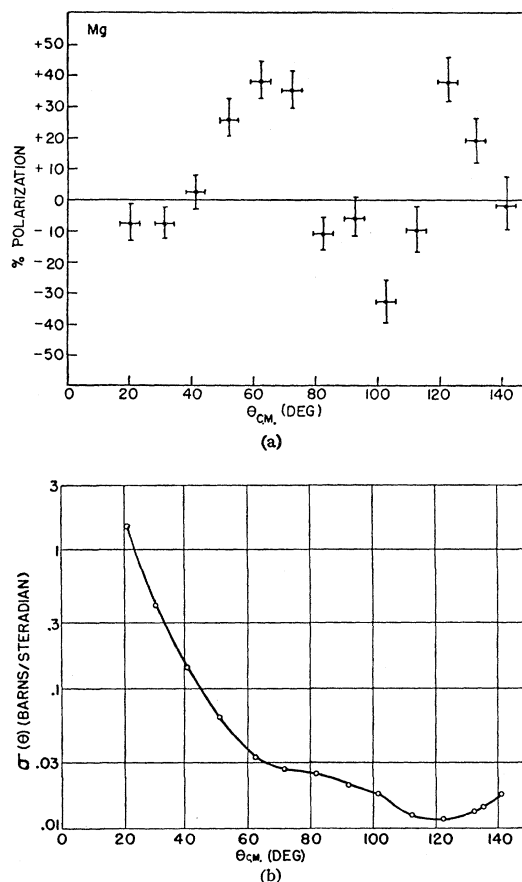 Mg
+50
+40
+30
+20
+10
0
-10
-20
-30
-40
-50
% POLARIZATION
0 20 40 60 80 100 120 140
θC.M. (DEG)
(a)
3
1
.3
.1
.03
.01
σ(θ) (BARNS/STERADIAN)
0 20 40 60 80 100 120 140
θC.M. (DEG)
(b)